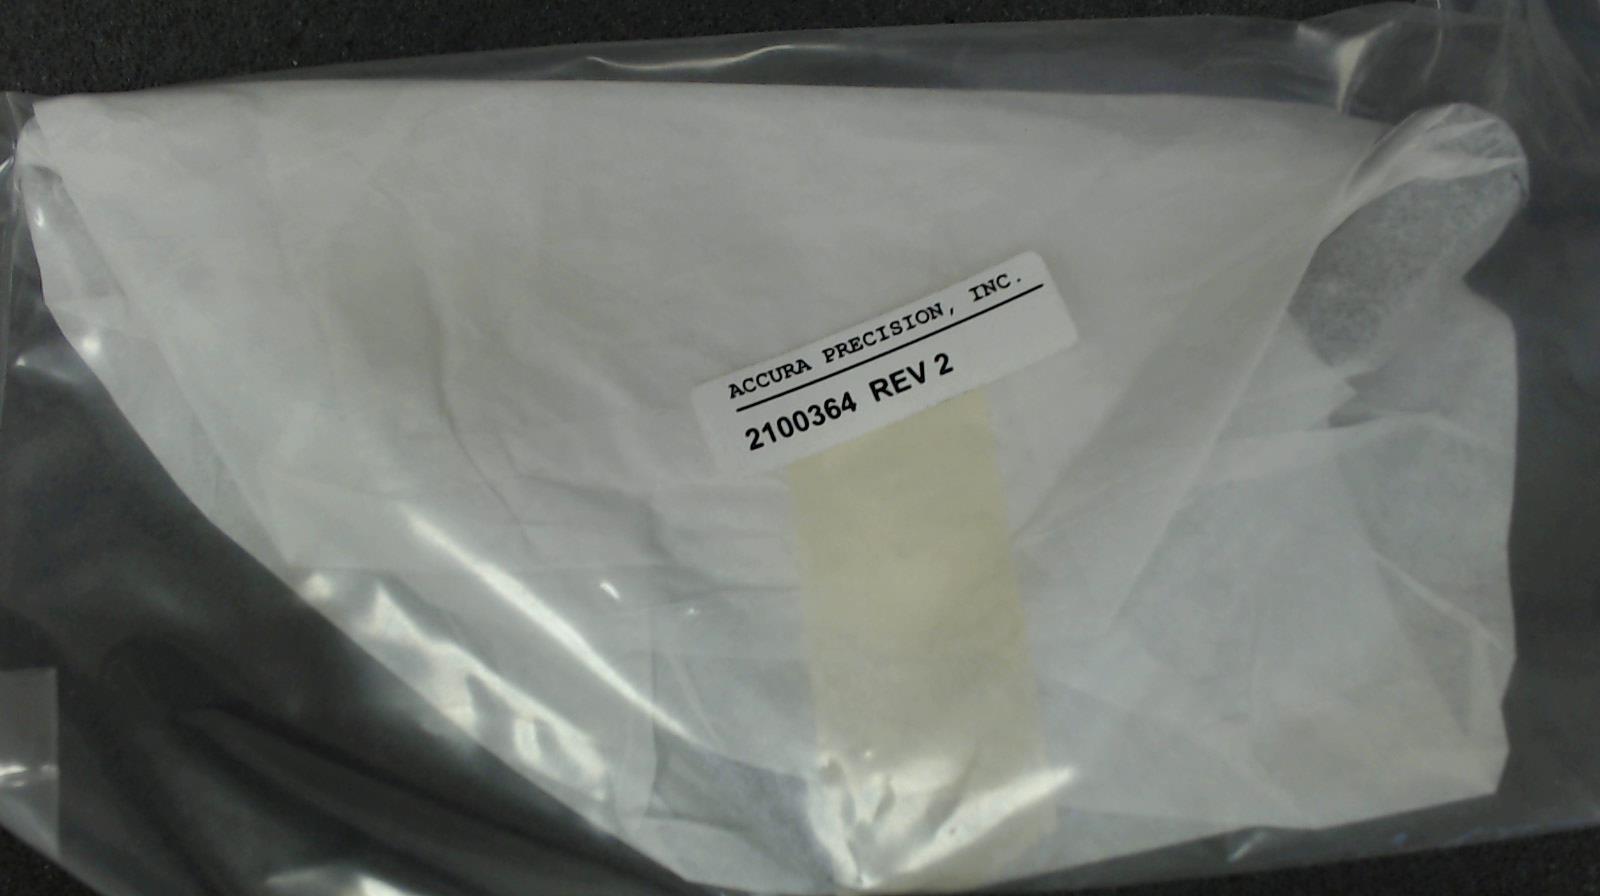 ACCURA PRECISION, INC.
2100364 REV 2